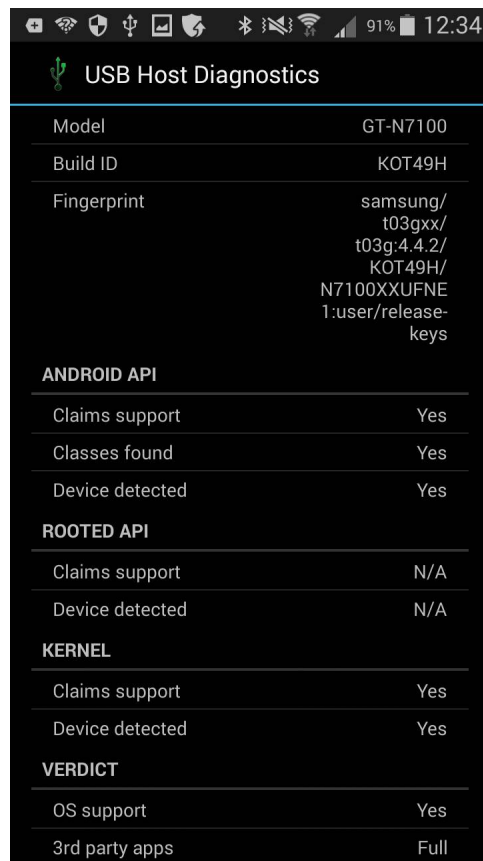 91% 12:34
USB Host Diagnostics
Model GT-N7100
Build ID KOT49H
Fingerprint samsung/
t03gxx/
t03g:4.4.2/
KOT49H/
N7100XXUFNE
1:user/release-
keys
ANDROID API
Claims support Yes
Classes found Yes
Device detected Yes
ROOTED API
Claims support N/A
Device detected N/A
KERNEL
Claims support Yes
Device detected Yes
VERDICT
OS support Yes
3rd party apps Full